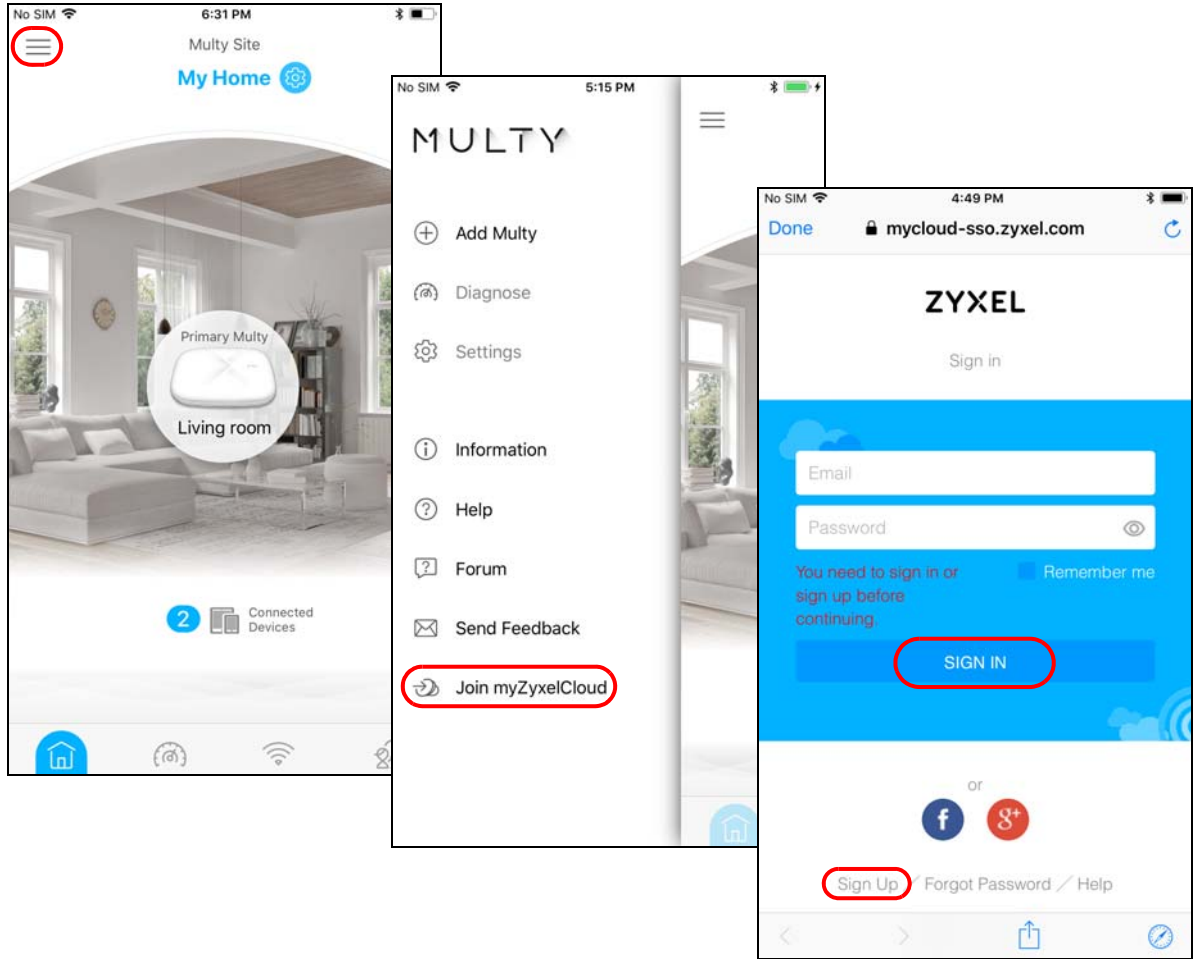 No SIM 6:31 PM
Multy Site
My Home
Primary Multy
Living room
2 Connected
Devices
No SIM 5:15 PM
MULTY
Add Multy
Diagnose
Settings
Information
Help
Forum
Send Feedback
Join myZyxelCloud
No SIM 4:49 PM
Done mycloud-sso.zyxel.com
ZYXEL
Sign in
Email
Password
You need to sign in or
sign up before
continuing.
Remember me
SIGN IN
or
f g+
Sign Up / Forgot Password / Help